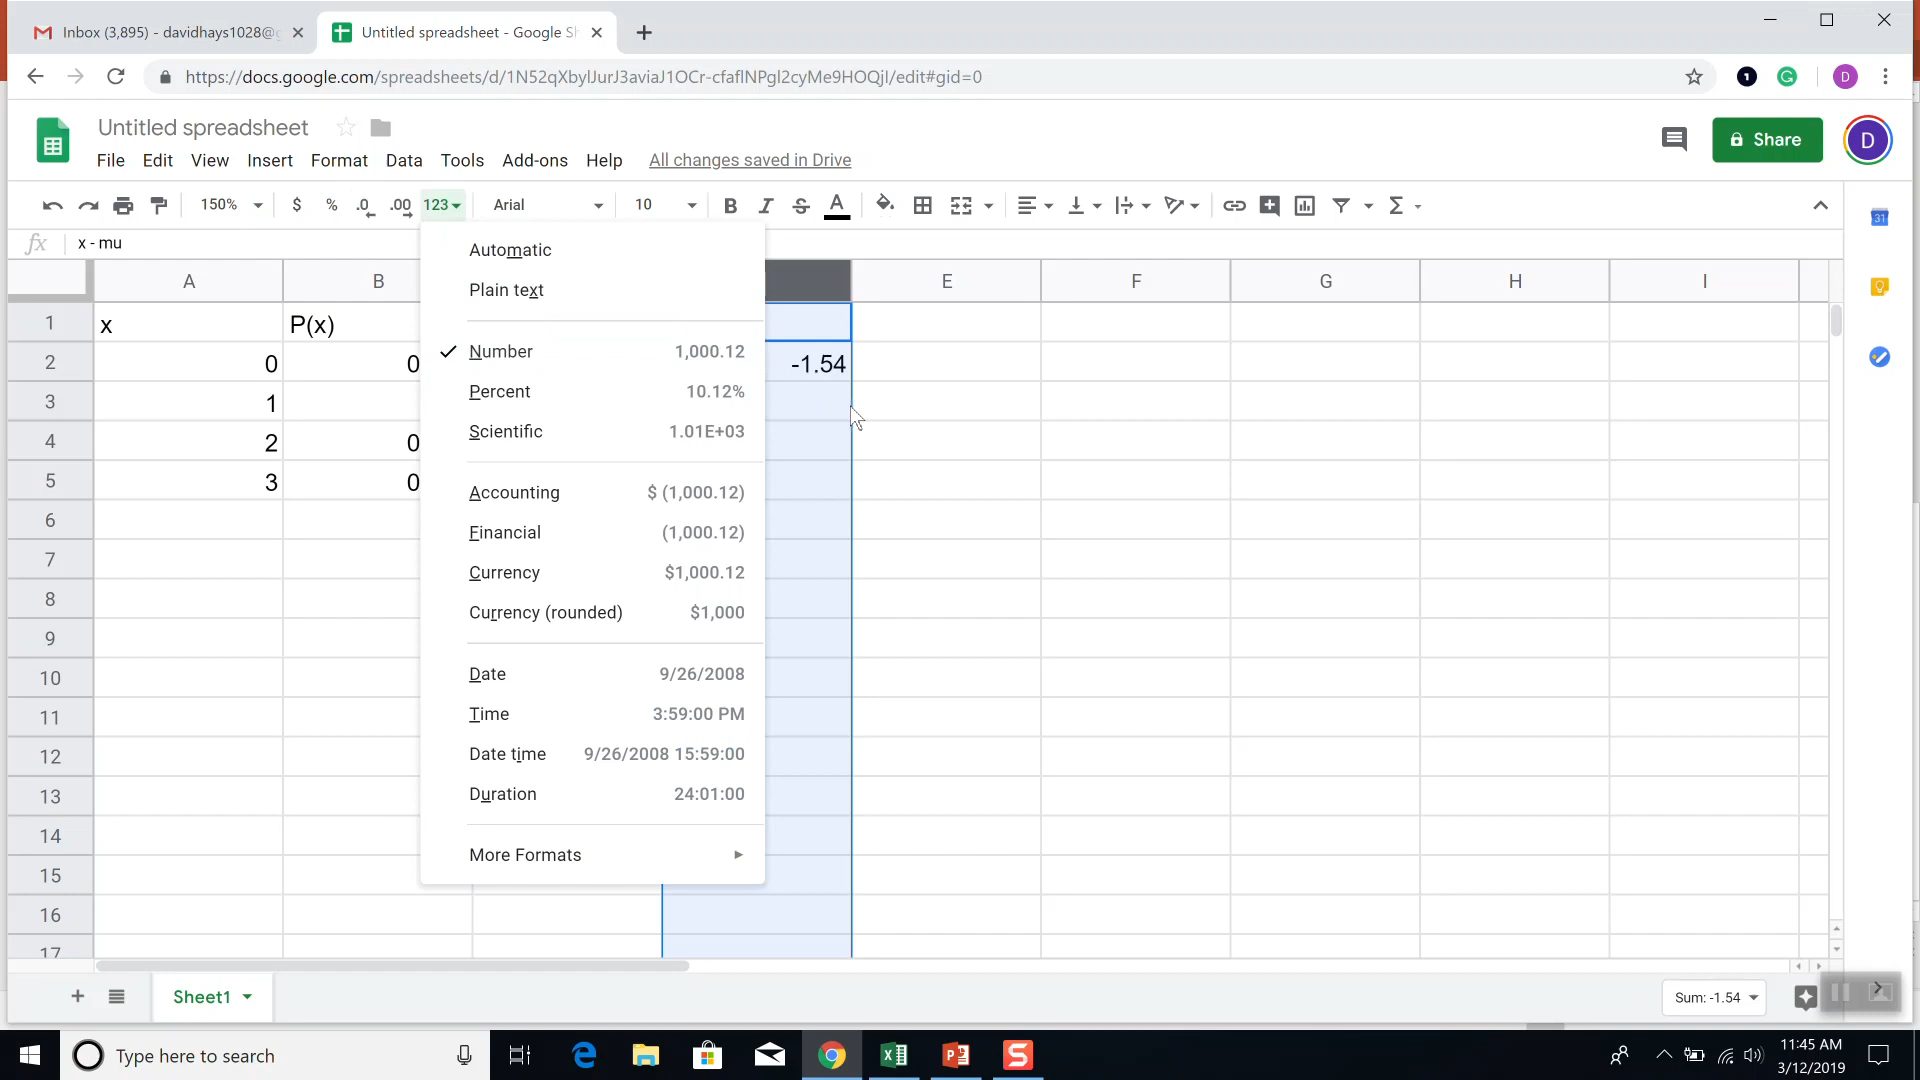 Inbox (3,895) - davidhays1028@g
Untitled spreadsheet - Google Sh
https://docs.google.com/spreadsheets/d/1N52qXbylJurJ3aviaJ1OCr-cfaflNPgl2cyMe9HOQjI/edit#gid=0
1
D
Untitled spreadsheet
Share
D
File Edit View Insert Format Data Tools Add-ons Help All changes saved in Drive
150% $ % .0 .00 123 Arial 10 B I S A
31
fx x - mu
A B E F G H I
Automatic
Plain text
Number 1,000.12
Percent 10.12%
Scientific 1.01E+03
Accounting $ (1,000.12)
Financial (1,000.12)
Currency $1,000.12
Currency (rounded) $1,000
Date 9/26/2008
Time 3:59:00 PM
Date time 9/26/2008 15:59:00
Duration 24:01:00
More Formats
1 x P(x)
2 0 0 -1.54
3 1
4 2 0
5 3 0
6
7
8
9
10
11
12
13
14
15
16
17
Sheet1
Sum: -1.54
Type here to search
11:45 AM
3/12/2019